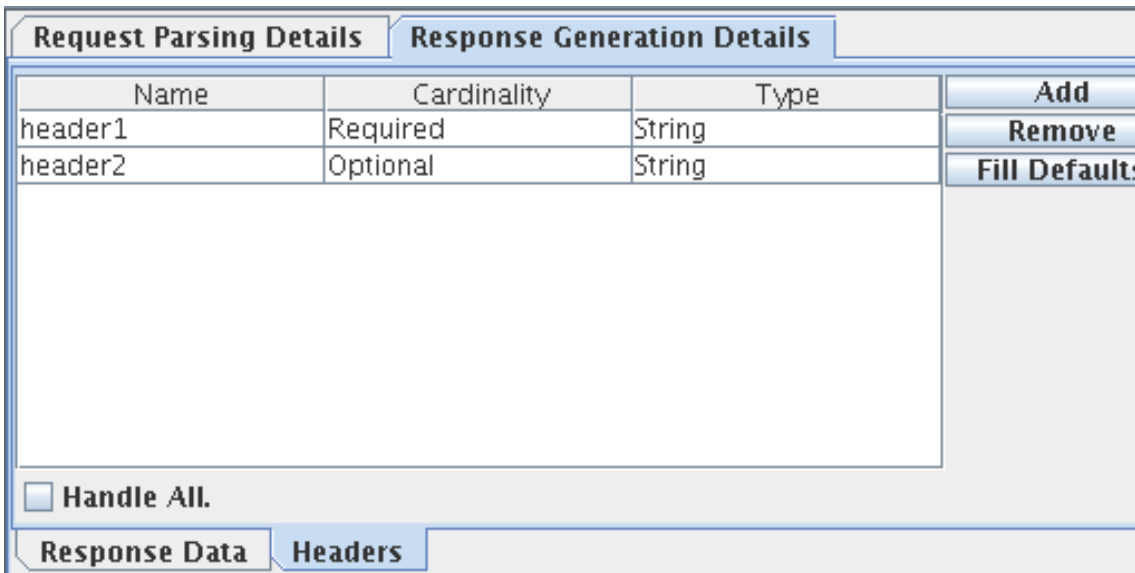 Request Parsing Details Response Generation Details
Name Cardinality Type Add
header1 Required String Remove
header2 Optional String Fill Defaults
Handle All.
Response Data Headers